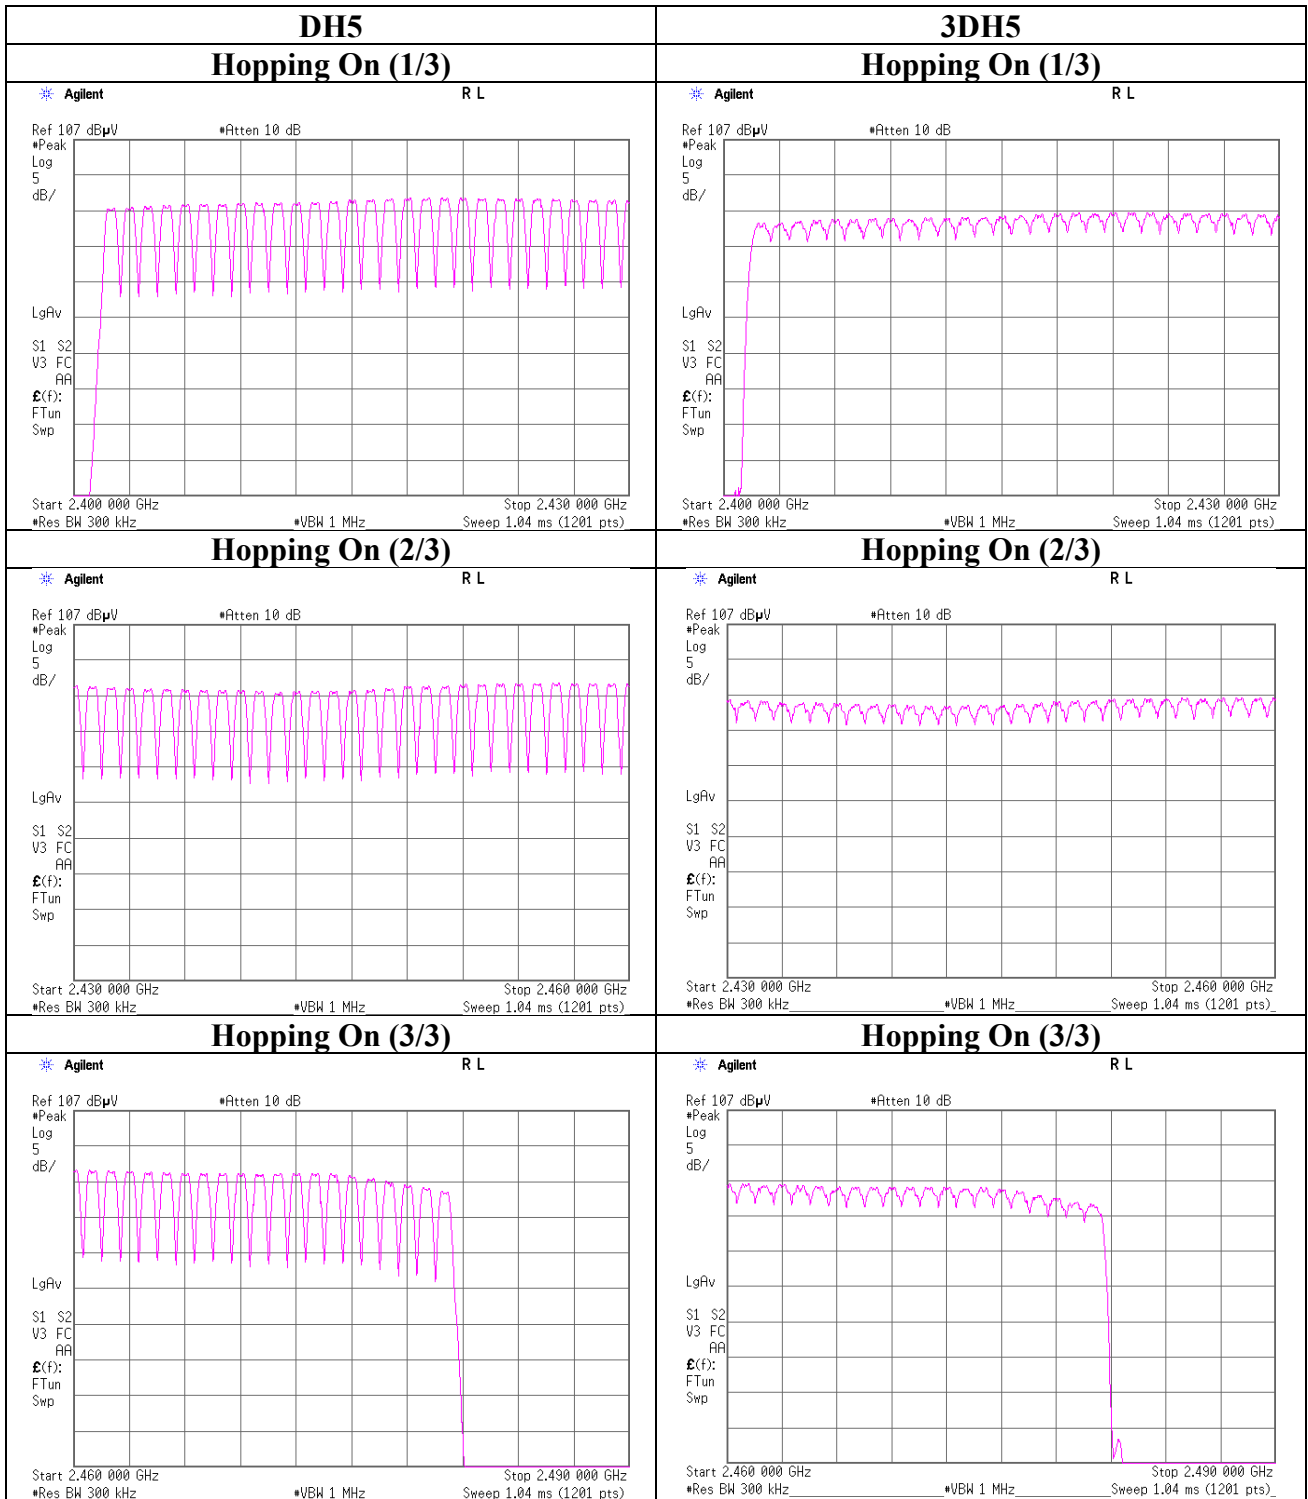 DH5 3DH5
Hopping On (1/3) Hopping On (1/3)
Agilent R L
Ref 107 dBµV #Atten 10 dB
#Peak
Log
5
dB/
LgAv
S1 S2
V3 FC
AA
£(f):
FTun
Swp
Start 2.400 000 GHz Stop 2.430 000 GHz
#Res BW 300 kHz #VBW 1 MHz Sweep 1.04 ms (1201 pts)
Agilent R L
Ref 107 dBµV #Atten 10 dB
#Peak
Log
5
dB/
LgAv
S1 S2
V3 FC
AA
£(f):
FTun
Swp
Start 2.400 000 GHz Stop 2.430 000 GHz
#Res BW 300 kHz #VBW 1 MHz Sweep 1.04 ms (1201 pts)
Hopping On (2/3) Hopping On (2/3)
Agilent R L
Ref 107 dBµV #Atten 10 dB
#Peak
Log
5
dB/
LgAv
S1 S2
V3 FC
AA
£(f):
FTun
Swp
Start 2.430 000 GHz Stop 2.460 000 GHz
#Res BW 300 kHz #VBW 1 MHz Sweep 1.04 ms (1201 pts)
Agilent R L
Ref 107 dBµV #Atten 10 dB
#Peak
Log
5
dB/
LgAv
S1 S2
V3 FC
AA
£(f):
FTun
Swp
Start 2.430 000 GHz Stop 2.460 000 GHz
#Res BW 300 kHz #VBW 1 MHz Sweep 1.04 ms (1201 pts)
Hopping On (3/3) Hopping On (3/3)
Agilent R L
Ref 107 dBµV #Atten 10 dB
#Peak
Log
5
dB/
LgAv
S1 S2
V3 FC
AA
£(f):
FTun
Swp
Start 2.460 000 GHz Stop 2.490 000 GHz
#Res BW 300 kHz #VBW 1 MHz Sweep 1.04 ms (1201 pts)
Agilent R L
Ref 107 dBµV #Atten 10 dB
#Peak
Log
5
dB/
LgAv
S1 S2
V3 FC
AA
£(f):
FTun
Swp
Start 2.460 000 GHz Stop 2.490 000 GHz
#Res BW 300 kHz #VBW 1 MHz Sweep 1.04 ms (1201 pts)